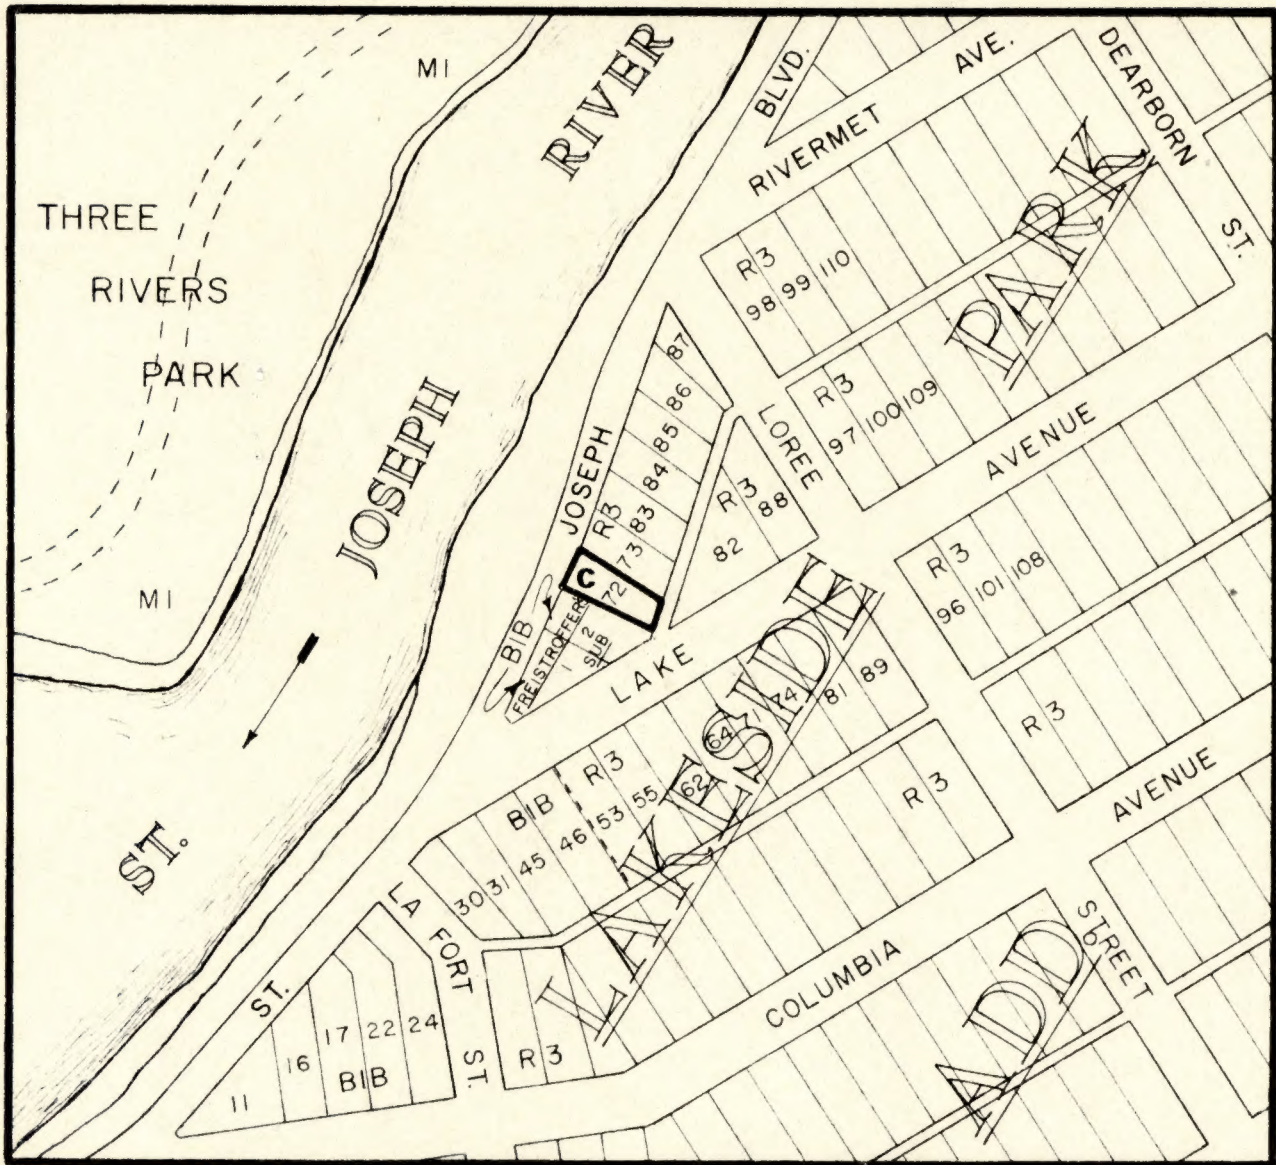 MI
THREE
RIVERS
PARK
MI
ST. JOSEPH RIVER
ST. JOSEPH BLVD.
RIVERMET AVE.
DEARBORN ST.
R3
98 99 110
R3
97 100 109
LOREE STREET
87
86
85
84
83
R3
73
72
C
R3
88
82
BIB
FREISTROFFERS
SUB
1 2
LAKE AVENUE
R3
96 101 108
R3
R3
BIB
30 31 45 46 53 55 62 64 71 74 81 89
R3
LAKESIDE PARK ADD
COLUMBIA AVENUE
LA FORT ST.
11 16 17 22 24
BIB
R3